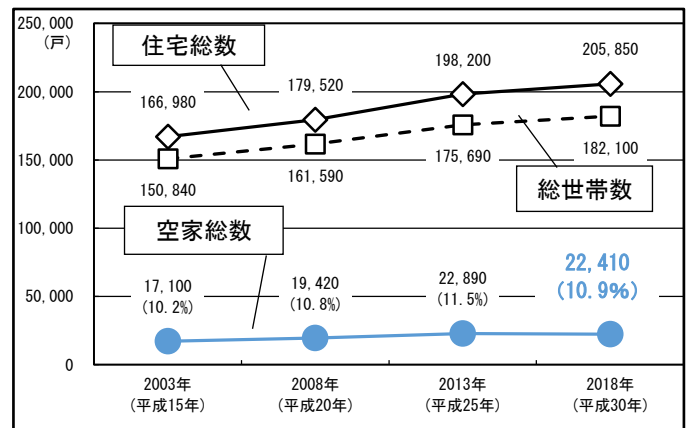 250,000
(戸)
住宅総数
198,200
205,850
200,000
166,980
179,520
150,000
150,840
161,590
175,690
182,100
総世帯数
100,000
空家総数
22,410
(10.9%)
17,100
(10.2%)
19,420
(10.8%)
22,890
(11.5%)
50,000
0
2003年
(平成15年)
2008年
(平成20年)
2013年
(平成25年)
2018年
(平成30年)